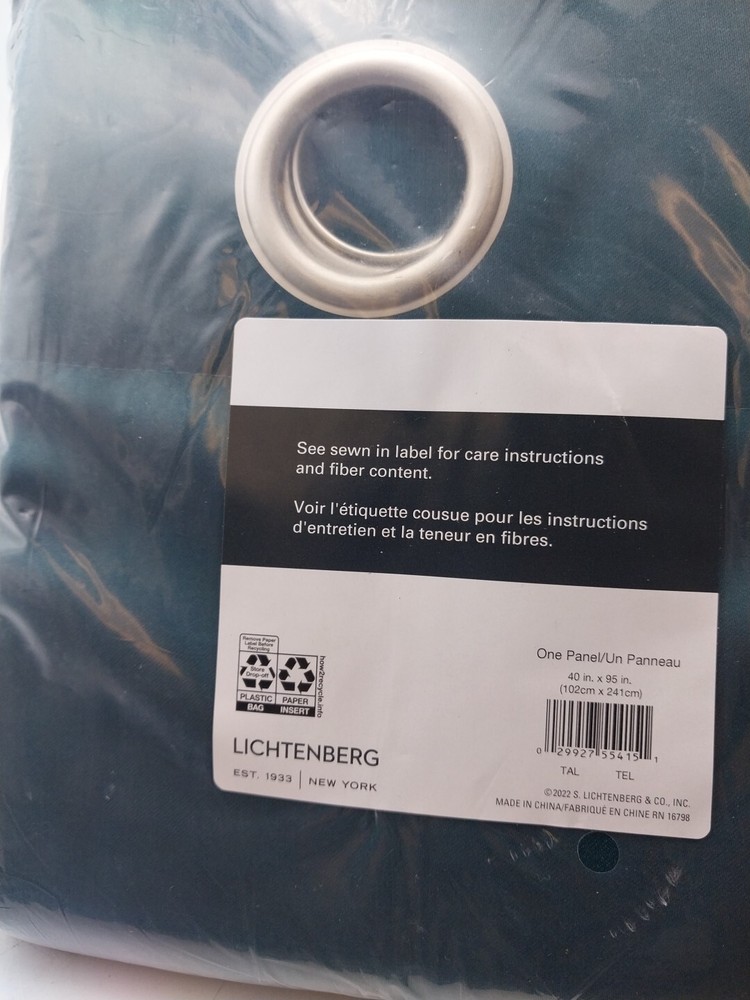 See sewn in label for care instructions
and fiber content.
Voir l'étiquette cousue pour les instructions
d'entretien et la teneur en fibres.
Remove Paper
Label Before
Recycling
Store
Drop-off
PLASTIC
BAG
PAPER
INSERT
how2recycle.info
LICHTENBERG
EST. 1933 | NEW YORK
One Panel/Un Panneau
40 in. x 95 in.
(102cm x 241cm)
0 29927 55415 1
TAL TEL
©2022 S. LICHTENBERG & CO., INC.
MADE IN CHINA/FABRIQUÉ EN CHINE RN 16798